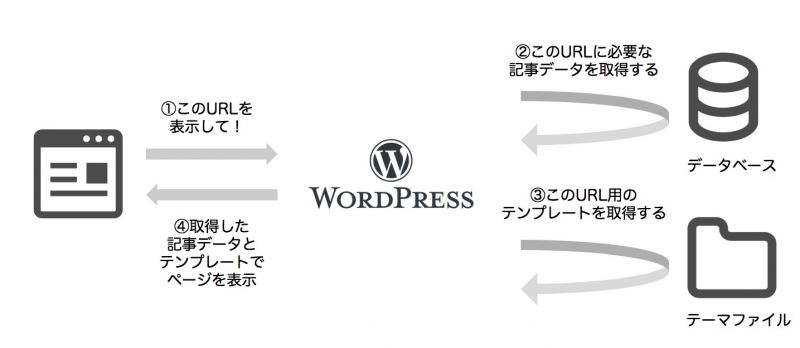 ①このURLを
表示して！
WORDPRESS
②このURLに必要な
記事データを取得する
データベース
③このURL用の
テンプレートを取得する
テーマファイル
④取得した
記事データと
テンプレートで
ページを表示